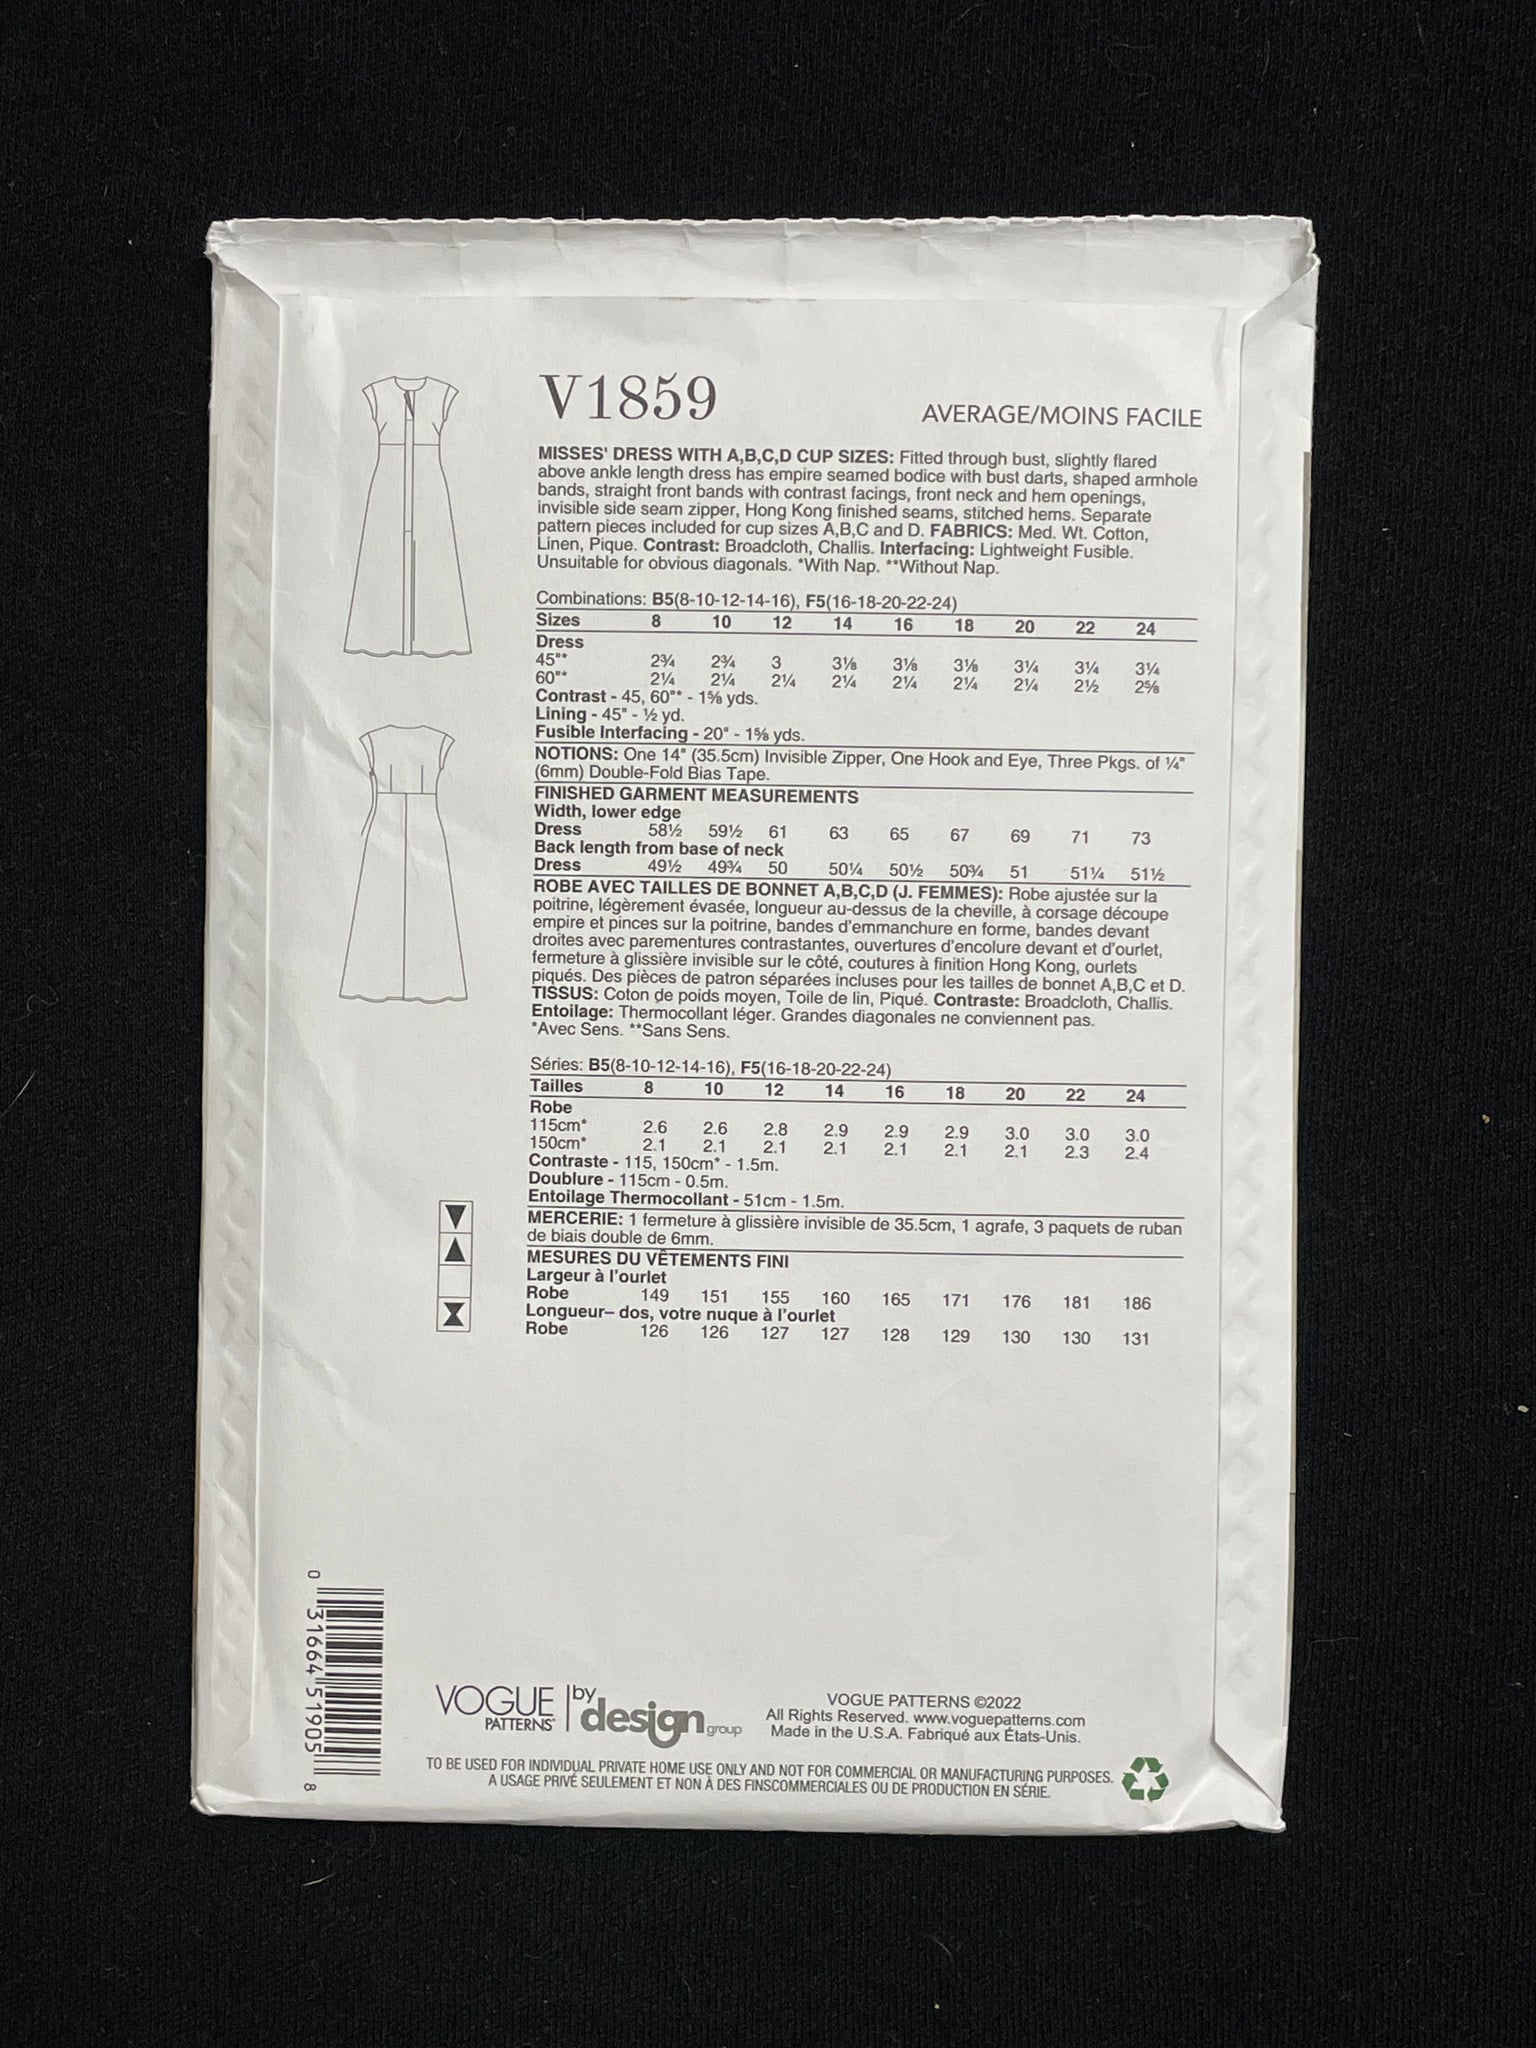 V1859
AVERAGE/MOINS FACILE
MISSES' DRESS WITH A,B,C,D CUP SIZES: Fitted through bust, slightly flared
above ankle length dress has empire seamed bodice with bust darts, shaped armhole
bands, straight front bands with contrast facings, front neck and hem openings,
invisible side seam zipper, Hong Kong finished seams, stitched hems. Separate
pattern pieces included for cup sizes A,B,C and D. FABRICS: Med. Wt. Cotton,
Linen, Pique. Contrast: Broadcloth, Challis. Interfacing: Lightweight Fusible.
Unsuitable for obvious diagonals. *With Nap. **Without Nap.
Combinations: B5(8-10-12-14-16), F5(16-18-20-22-24)
Sizes 8 10 12 14 16 18 20 22 24
Dress
45"* 2¾ 2¾ 3 3⅛ 3⅛ 3⅛ 3¼ 3¼ 3¼
60"* 2¼ 2¼ 2¼ 2¼ 2¼ 2¼ 2¼ 2½ 2⅝
Contrast - 45, 60"* - 1⅝ yds.
Lining - 45" - ½ yd.
Fusible Interfacing - 20" - 1⅝ yds.
NOTIONS: One 14" (35.5cm) Invisible Zipper, One Hook and Eye, Three Pkgs. of ¼"
(6mm) Double-Fold Bias Tape.
FINISHED GARMENT MEASUREMENTS
Width, lower edge
Dress 58½ 59½ 61 63 65 67 69 71 73
Back length from base of neck
Dress 49½ 49¾ 50 50¼ 50½ 50¾ 51 51¼ 51½
ROBE AVEC TAILLES DE BONNET A,B,C,D (J. FEMMES): Robe ajustée sur la
poitrine, légèrement évasée, longueur au-dessus de la cheville, à corsage découpe
empire et pinces sur la poitrine, bandes d'emmanchure en forme, bandes devant
droites avec parementures contrastantes, ouvertures d'encolure devant et d'ourlet,
fermeture à glissière invisible sur le côté, coutures à finition Hong Kong, ourlets
piqués. Des pièces de patron séparées incluses pour les tailles de bonnet A,B,C et D.
TISSUS: Coton de poids moyen, Toile de lin, Piqué. Contraste: Broadcloth, Challis.
Entoilage: Thermocollant léger. Grandes diagonales ne conviennent pas.
*Avec Sens. **Sans Sens.
Séries: B5(8-10-12-14-16), F5(16-18-20-22-24)
Tailles 8 10 12 14 16 18 20 22 24
Robe
115cm* 2.6 2.6 2.8 2.9 2.9 2.9 3.0 3.0 3.0
150cm* 2.1 2.1 2.1 2.1 2.1 2.1 2.1 2.3 2.4
Contraste - 115, 150cm* - 1.5m.
Doublure - 115cm - 0.5m.
Entoilage Thermocollant - 51cm - 1.5m.
MERCERIE: 1 fermeture à glissière invisible de 35.5cm, 1 agrafe, 3 paquets de ruban
de biais double de 6mm.
MESURES DU VÊTEMENTS FINI
Largeur à l'ourlet
Robe 149 151 155 160 165 171 176 181 186
Longueur– dos, votre nuque à l'ourlet
Robe 126 126 127 127 128 129 130 130 131
0 31664 51905 8
VOGUE PATTERNS | by design group
VOGUE PATTERNS ©2022
All Rights Reserved. www.voguepatterns.com
Made in the U.S.A. Fabriqué aux États-Unis.
TO BE USED FOR INDIVIDUAL PRIVATE HOME USE ONLY AND NOT FOR COMMERCIAL OR MANUFACTURING PURPOSES.
A USAGE PRIVÉ SEULEMENT ET NON À DES FINSCOMMERCIALES OU DE PRODUCTION EN SÉRIE.